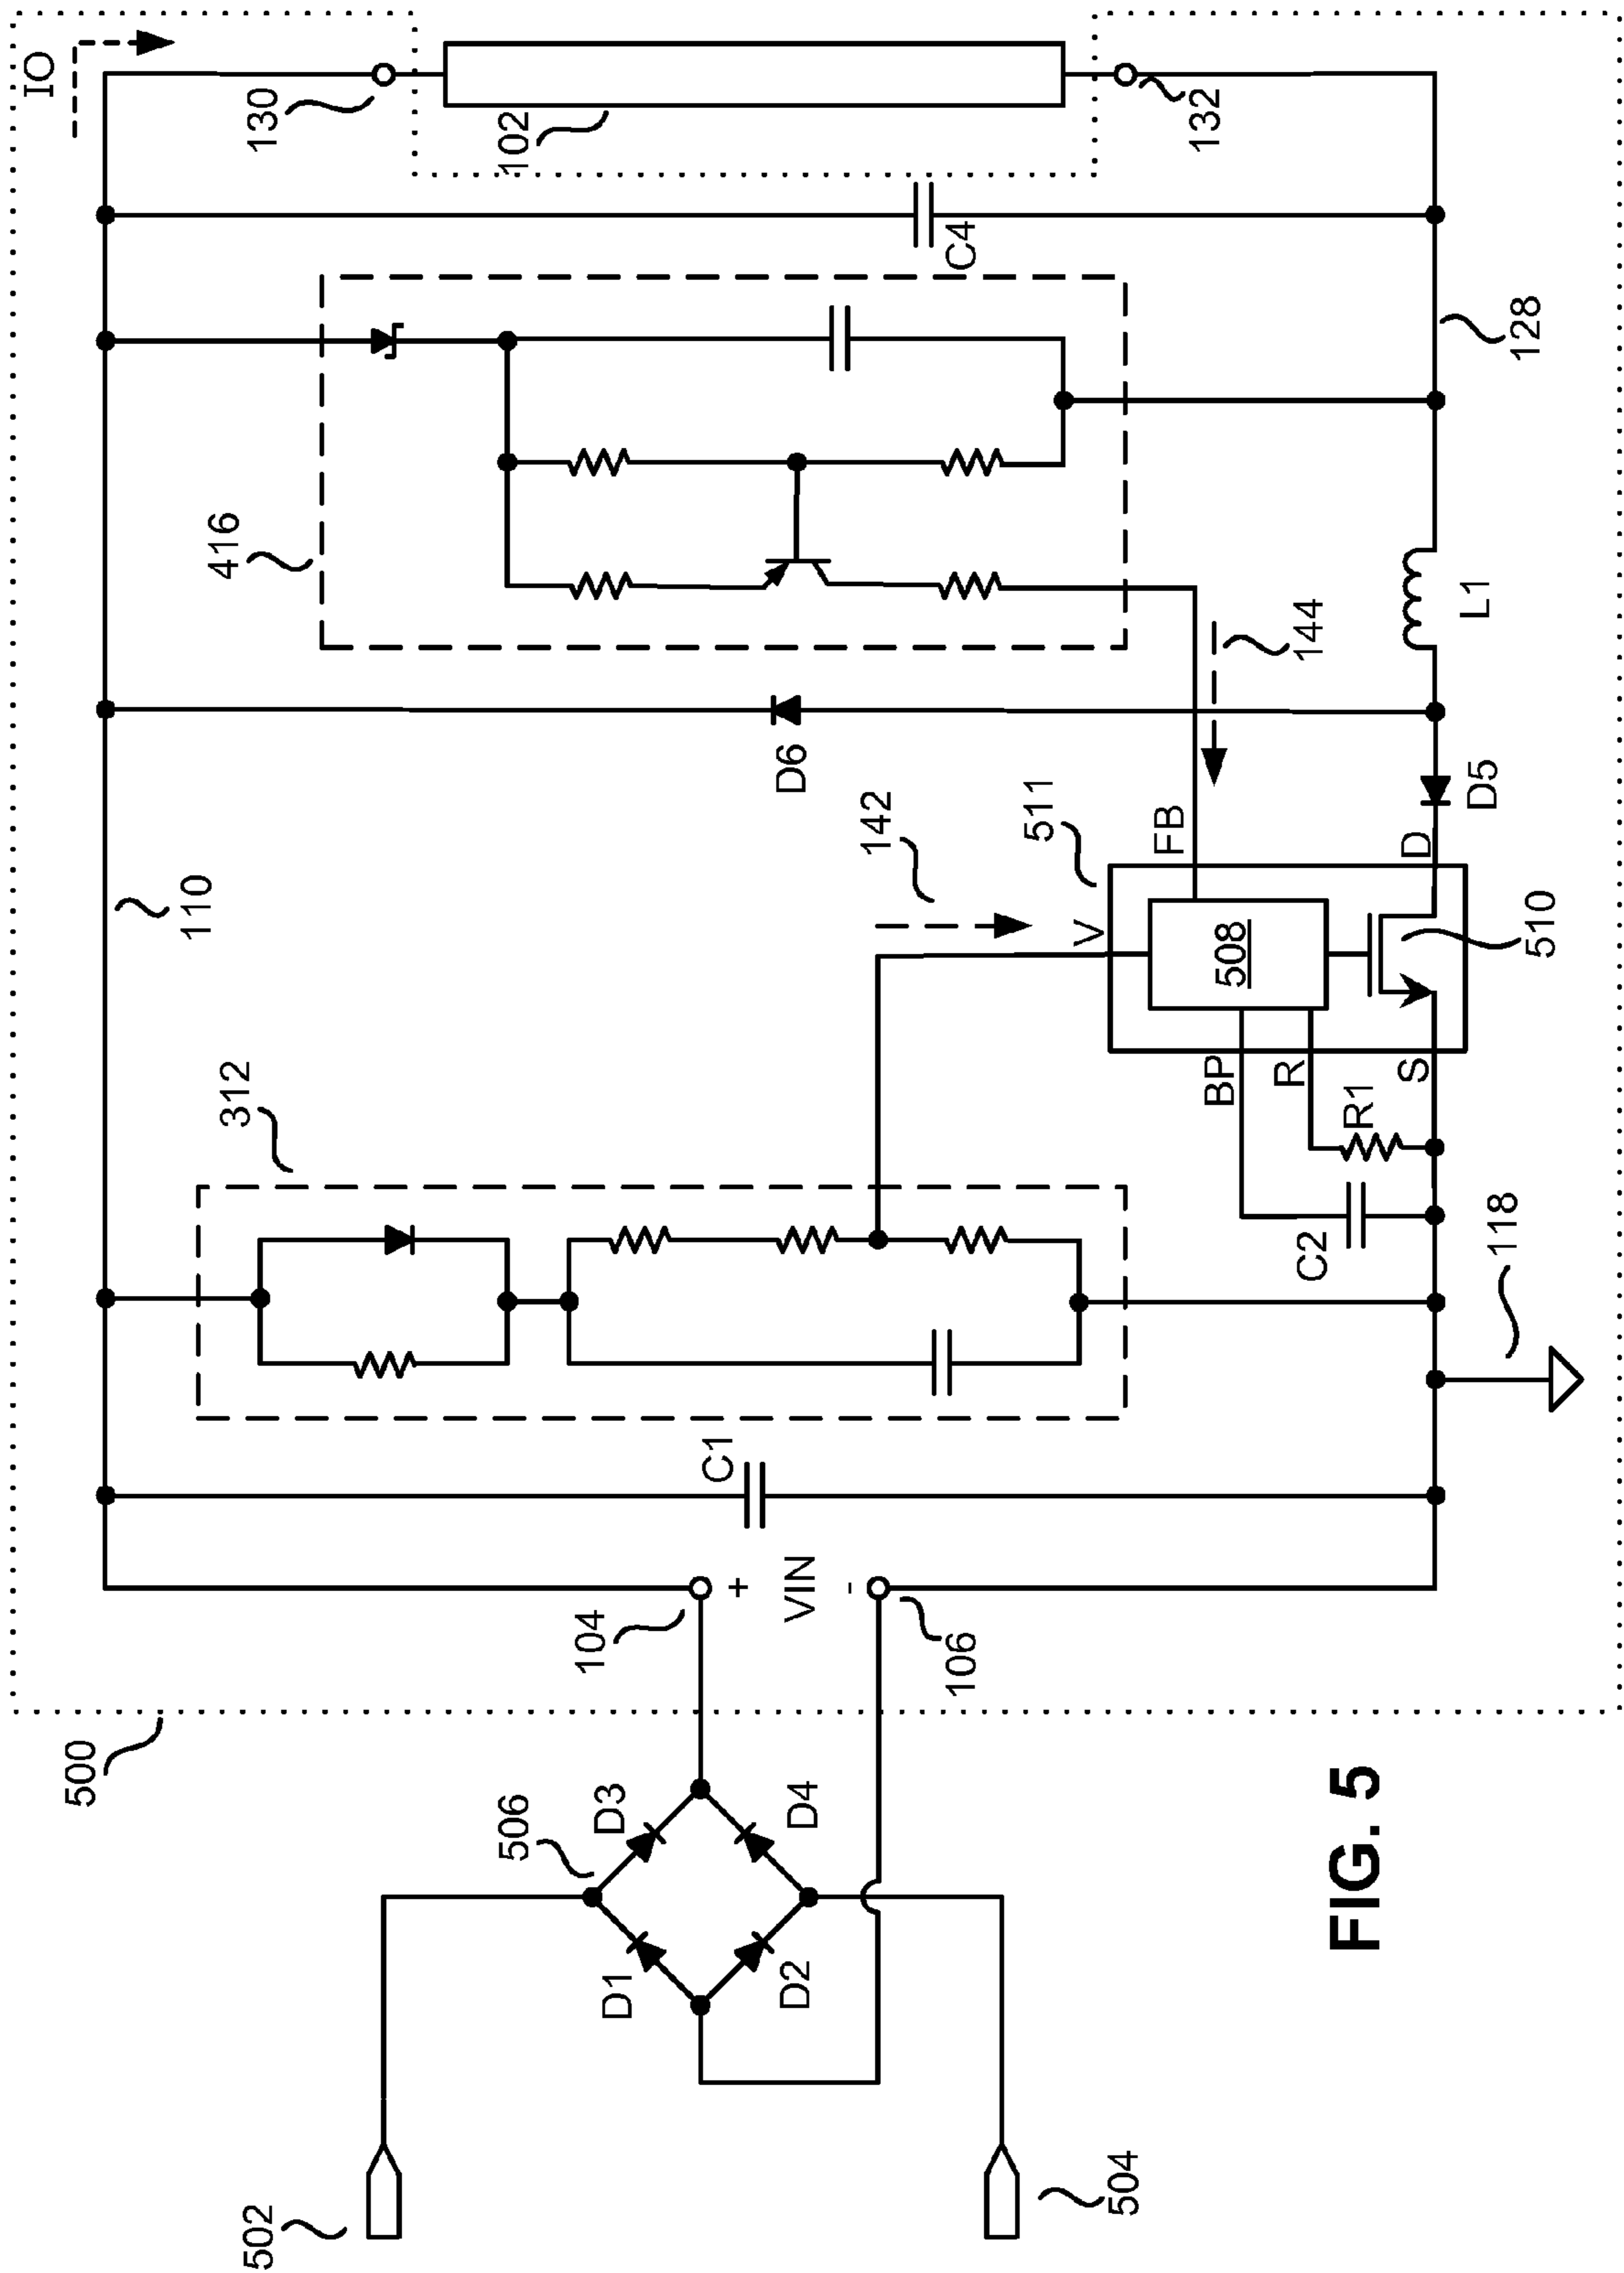 500
IO
110
130
312
416
102
502
506
D3
104
+
C1
D6
142
C4
D1
VIN
511
D2
D4
-
106
V
FB
144
132
504
508
BP
R
C2
R1
S
D
D5
L1
128
118
510
FIG. 5